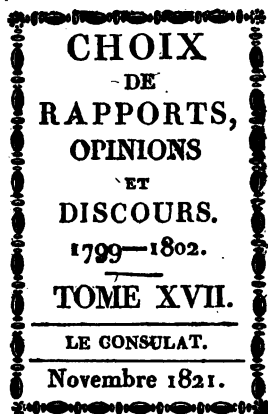 CHOIX
DE
RAPPORTS,
OPINIONS
ET
DISCOURS.
1799—1802.
TOME XVII.
LE CONSULAT.
Novembre 1821.